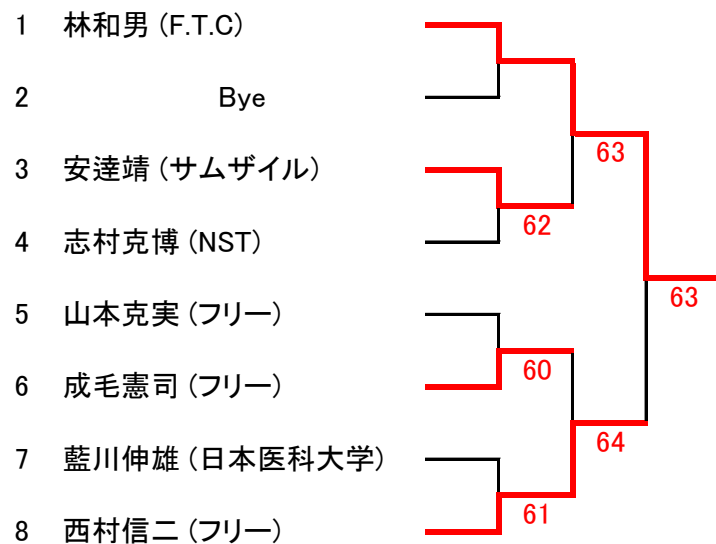 1 林和男 (F.T.C)
2 Bye
63
3 安達靖 (サムザイル)
62
4 志村克博 (NST)
63
5 山本克実 (フリー)
60
6 成毛憲司 (フリー)
64
7 藍川伸雄 (日本医科大学)
61
8 西村信二 (フリー)